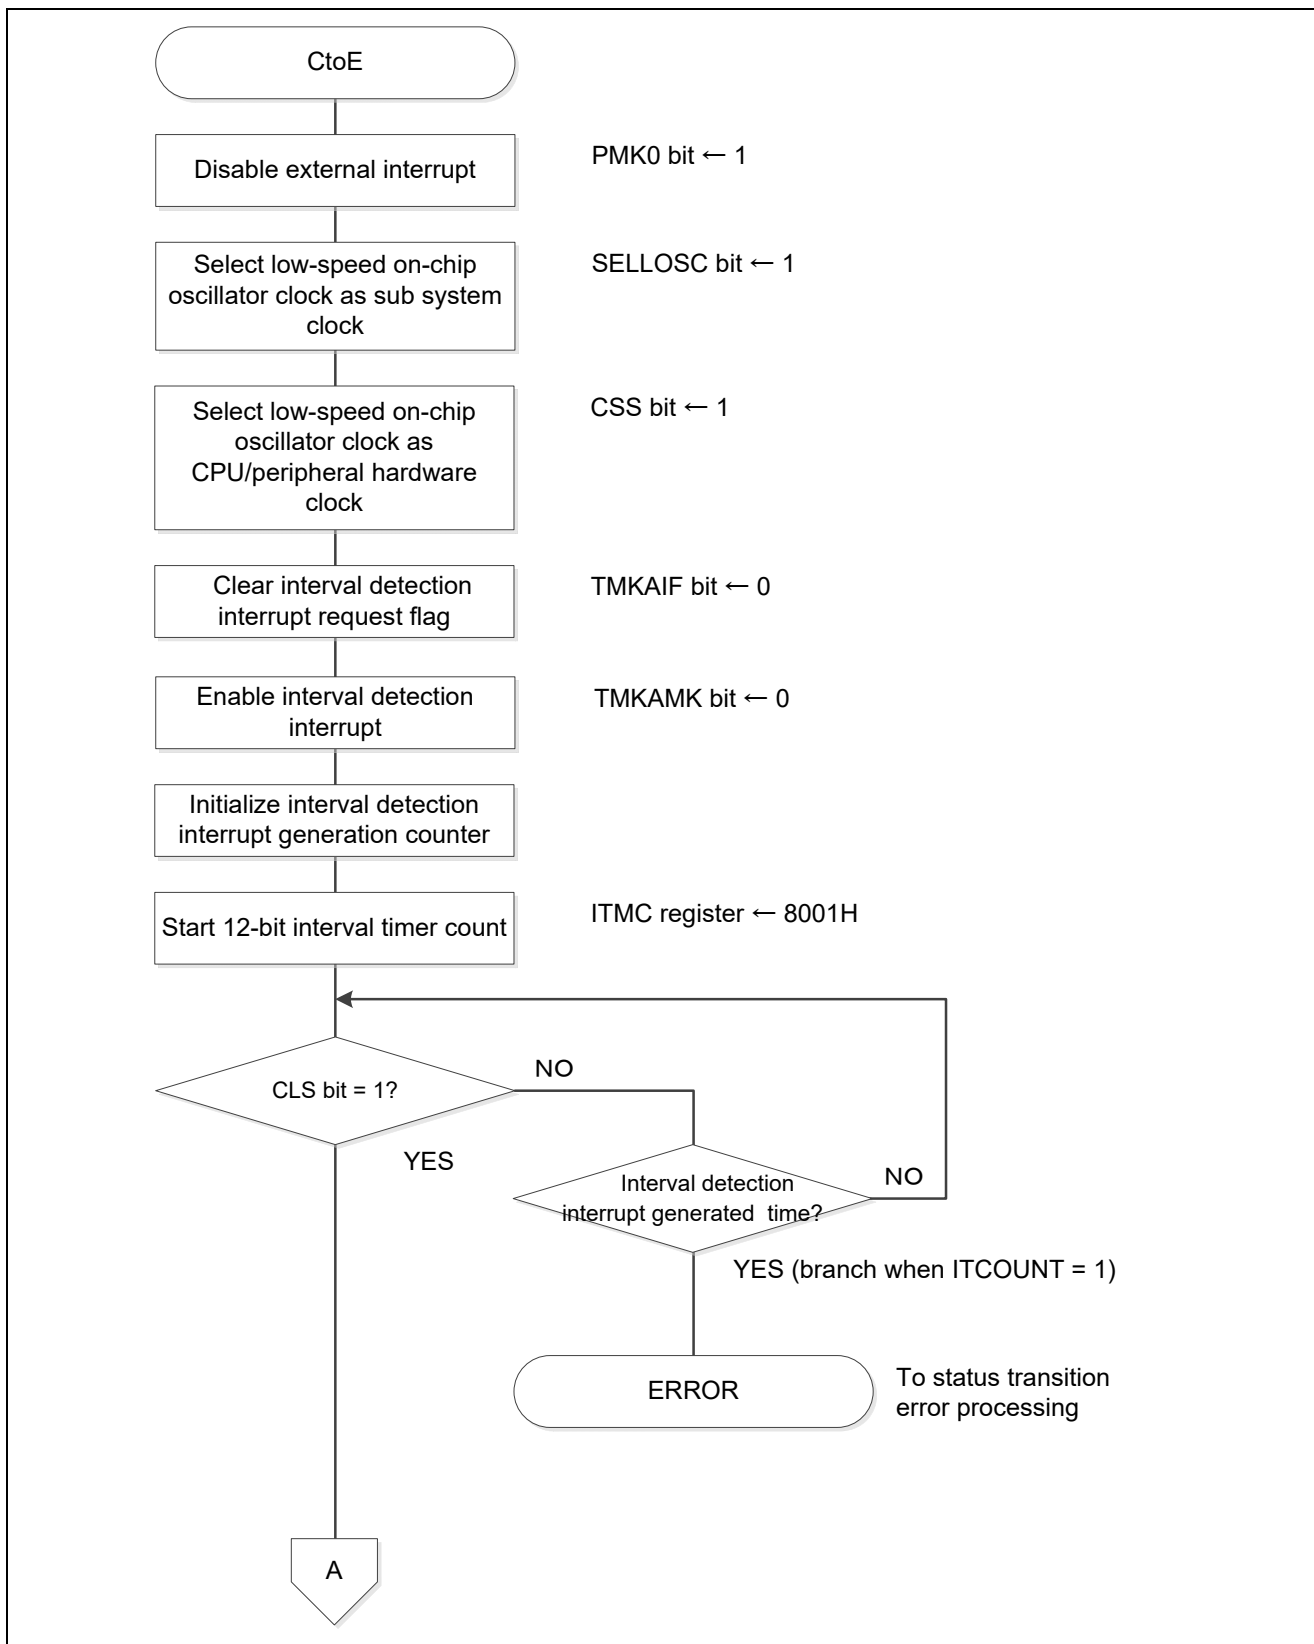 CtoE
Disable external interrupt
PMK0 bit ← 1
Select low-speed on-chip
oscillator clock as sub system
clock
SELLOSC bit ← 1
Select low-speed on-chip
oscillator clock as
CPU/peripheral hardware
clock
CSS bit ← 1
Clear interval detection
interrupt request flag
TMKAIF bit ← 0
Enable interval detection
interrupt
TMKAMK bit ← 0
Initialize interval detection
interrupt generation counter
Start 12-bit interval timer count
ITMC register ← 8001H
CLS bit = 1?
NO
YES
Interval detection
interrupt generated  time?
NO
YES (branch when ITCOUNT = 1)
ERROR
To status transition
error processing
A